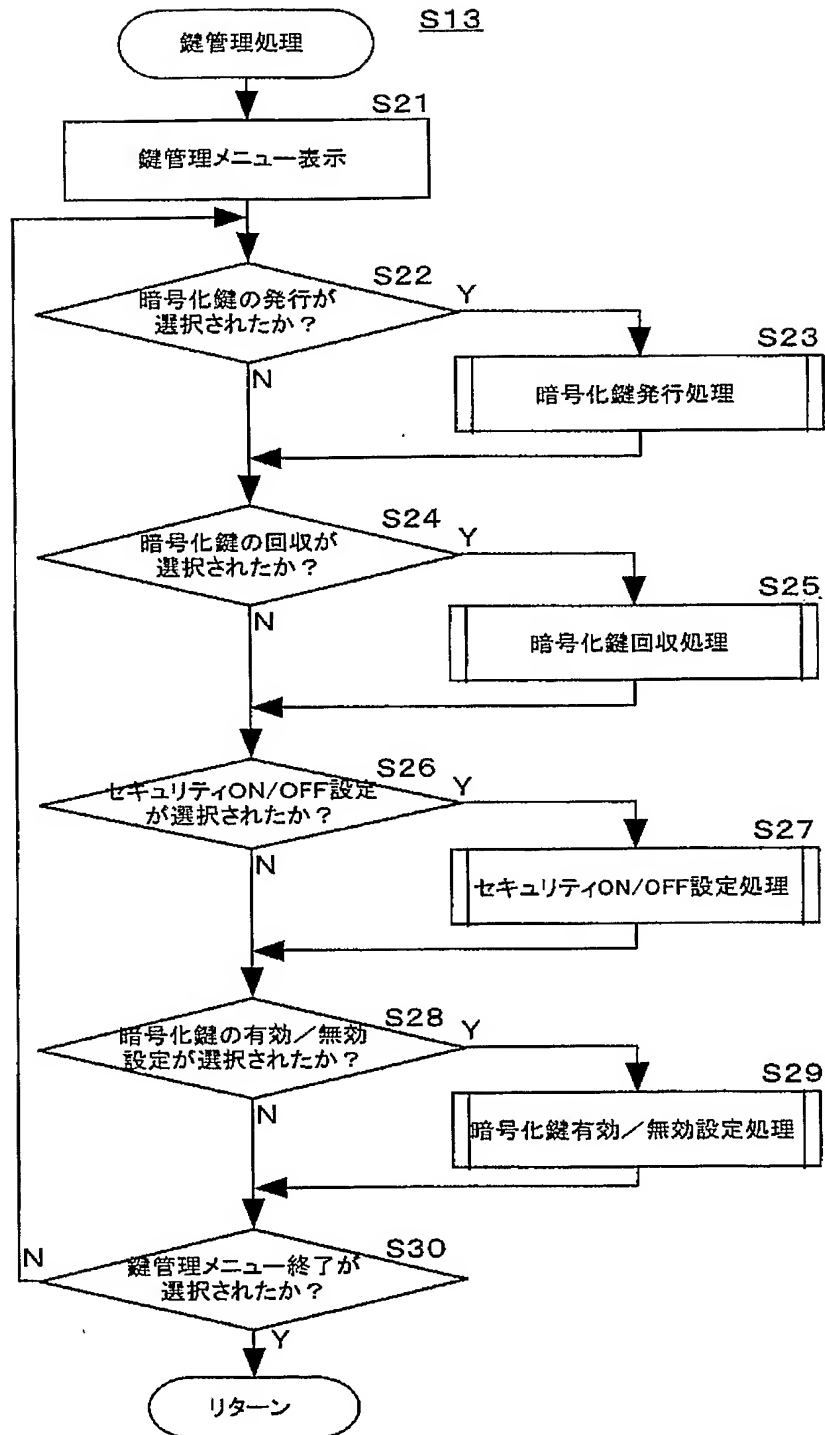 S13
鍵管理処理
S21
鍵管理メニュー表示
S22
暗号化鍵の発行が
選択されたか？
Y
N
S23
暗号化鍵発行処理
S24
暗号化鍵の回収が
選択されたか？
Y
N
S25
暗号化鍵回収処理
S26
セキュリティON/OFF設定
が選択されたか？
Y
N
S27
セキュリティON/OFF設定処理
S28
暗号化鍵の有効／無効
設定が選択されたか？
Y
N
S29
暗号化鍵有効／無効設定処理
S30
鍵管理メニュー終了が
選択されたか？
N
Y
リターン